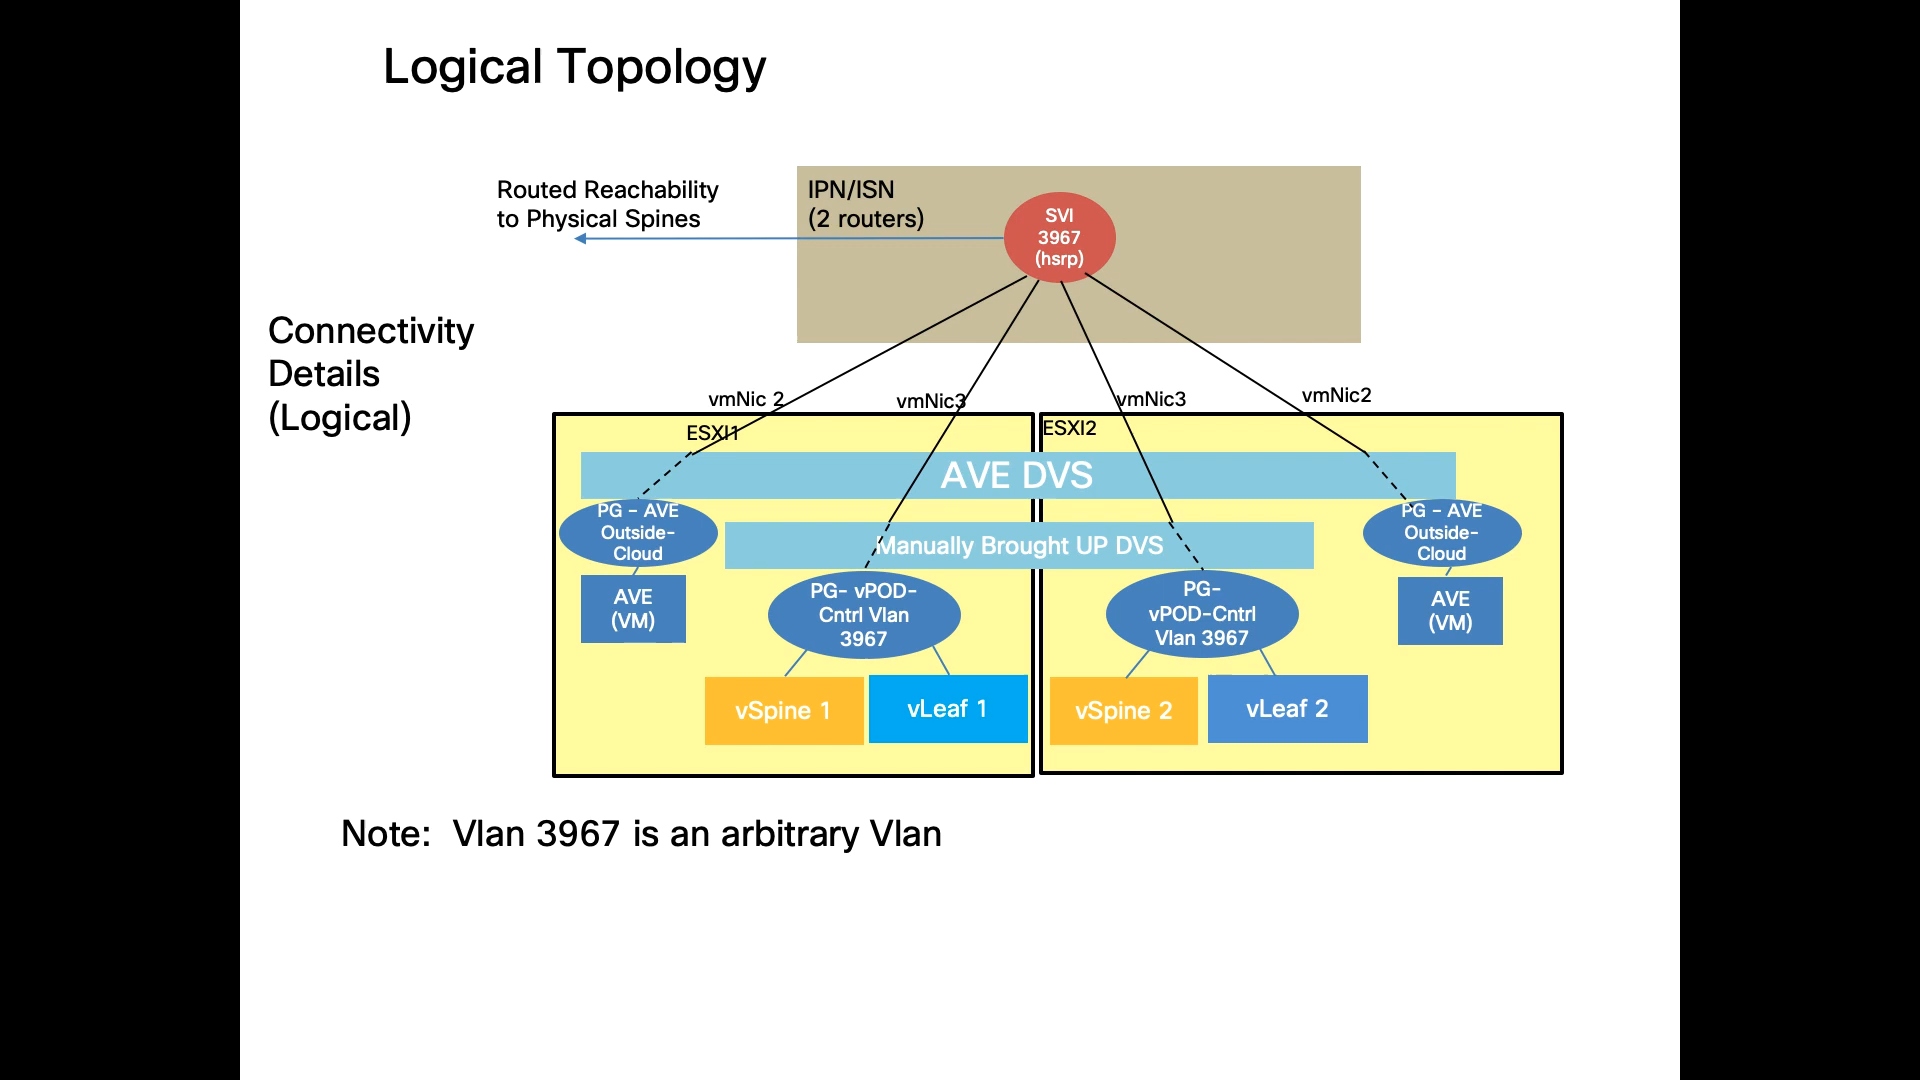 Logical Topology
Routed Reachability
to Physical Spines
IPN/ISN
(2 routers)
SVI
3967
(hsrp)
Connectivity
Details
(Logical)
vmNic 2
vmNic3
vmNic3
vmNic2
ESXI1
ESXI2
AVE DVS
PG - AVE
Outside-
Cloud
PG - AVE
Outside-
Cloud
Manually Brought UP DVS
AVE
(VM)
PG- vPOD-
Cntrl Vlan
3967
PG-
vPOD-Cntrl
Vlan 3967
AVE
(VM)
vSpine 1
vLeaf 1
vSpine 2
vLeaf 2
Note:  Vlan 3967 is an arbitrary Vlan